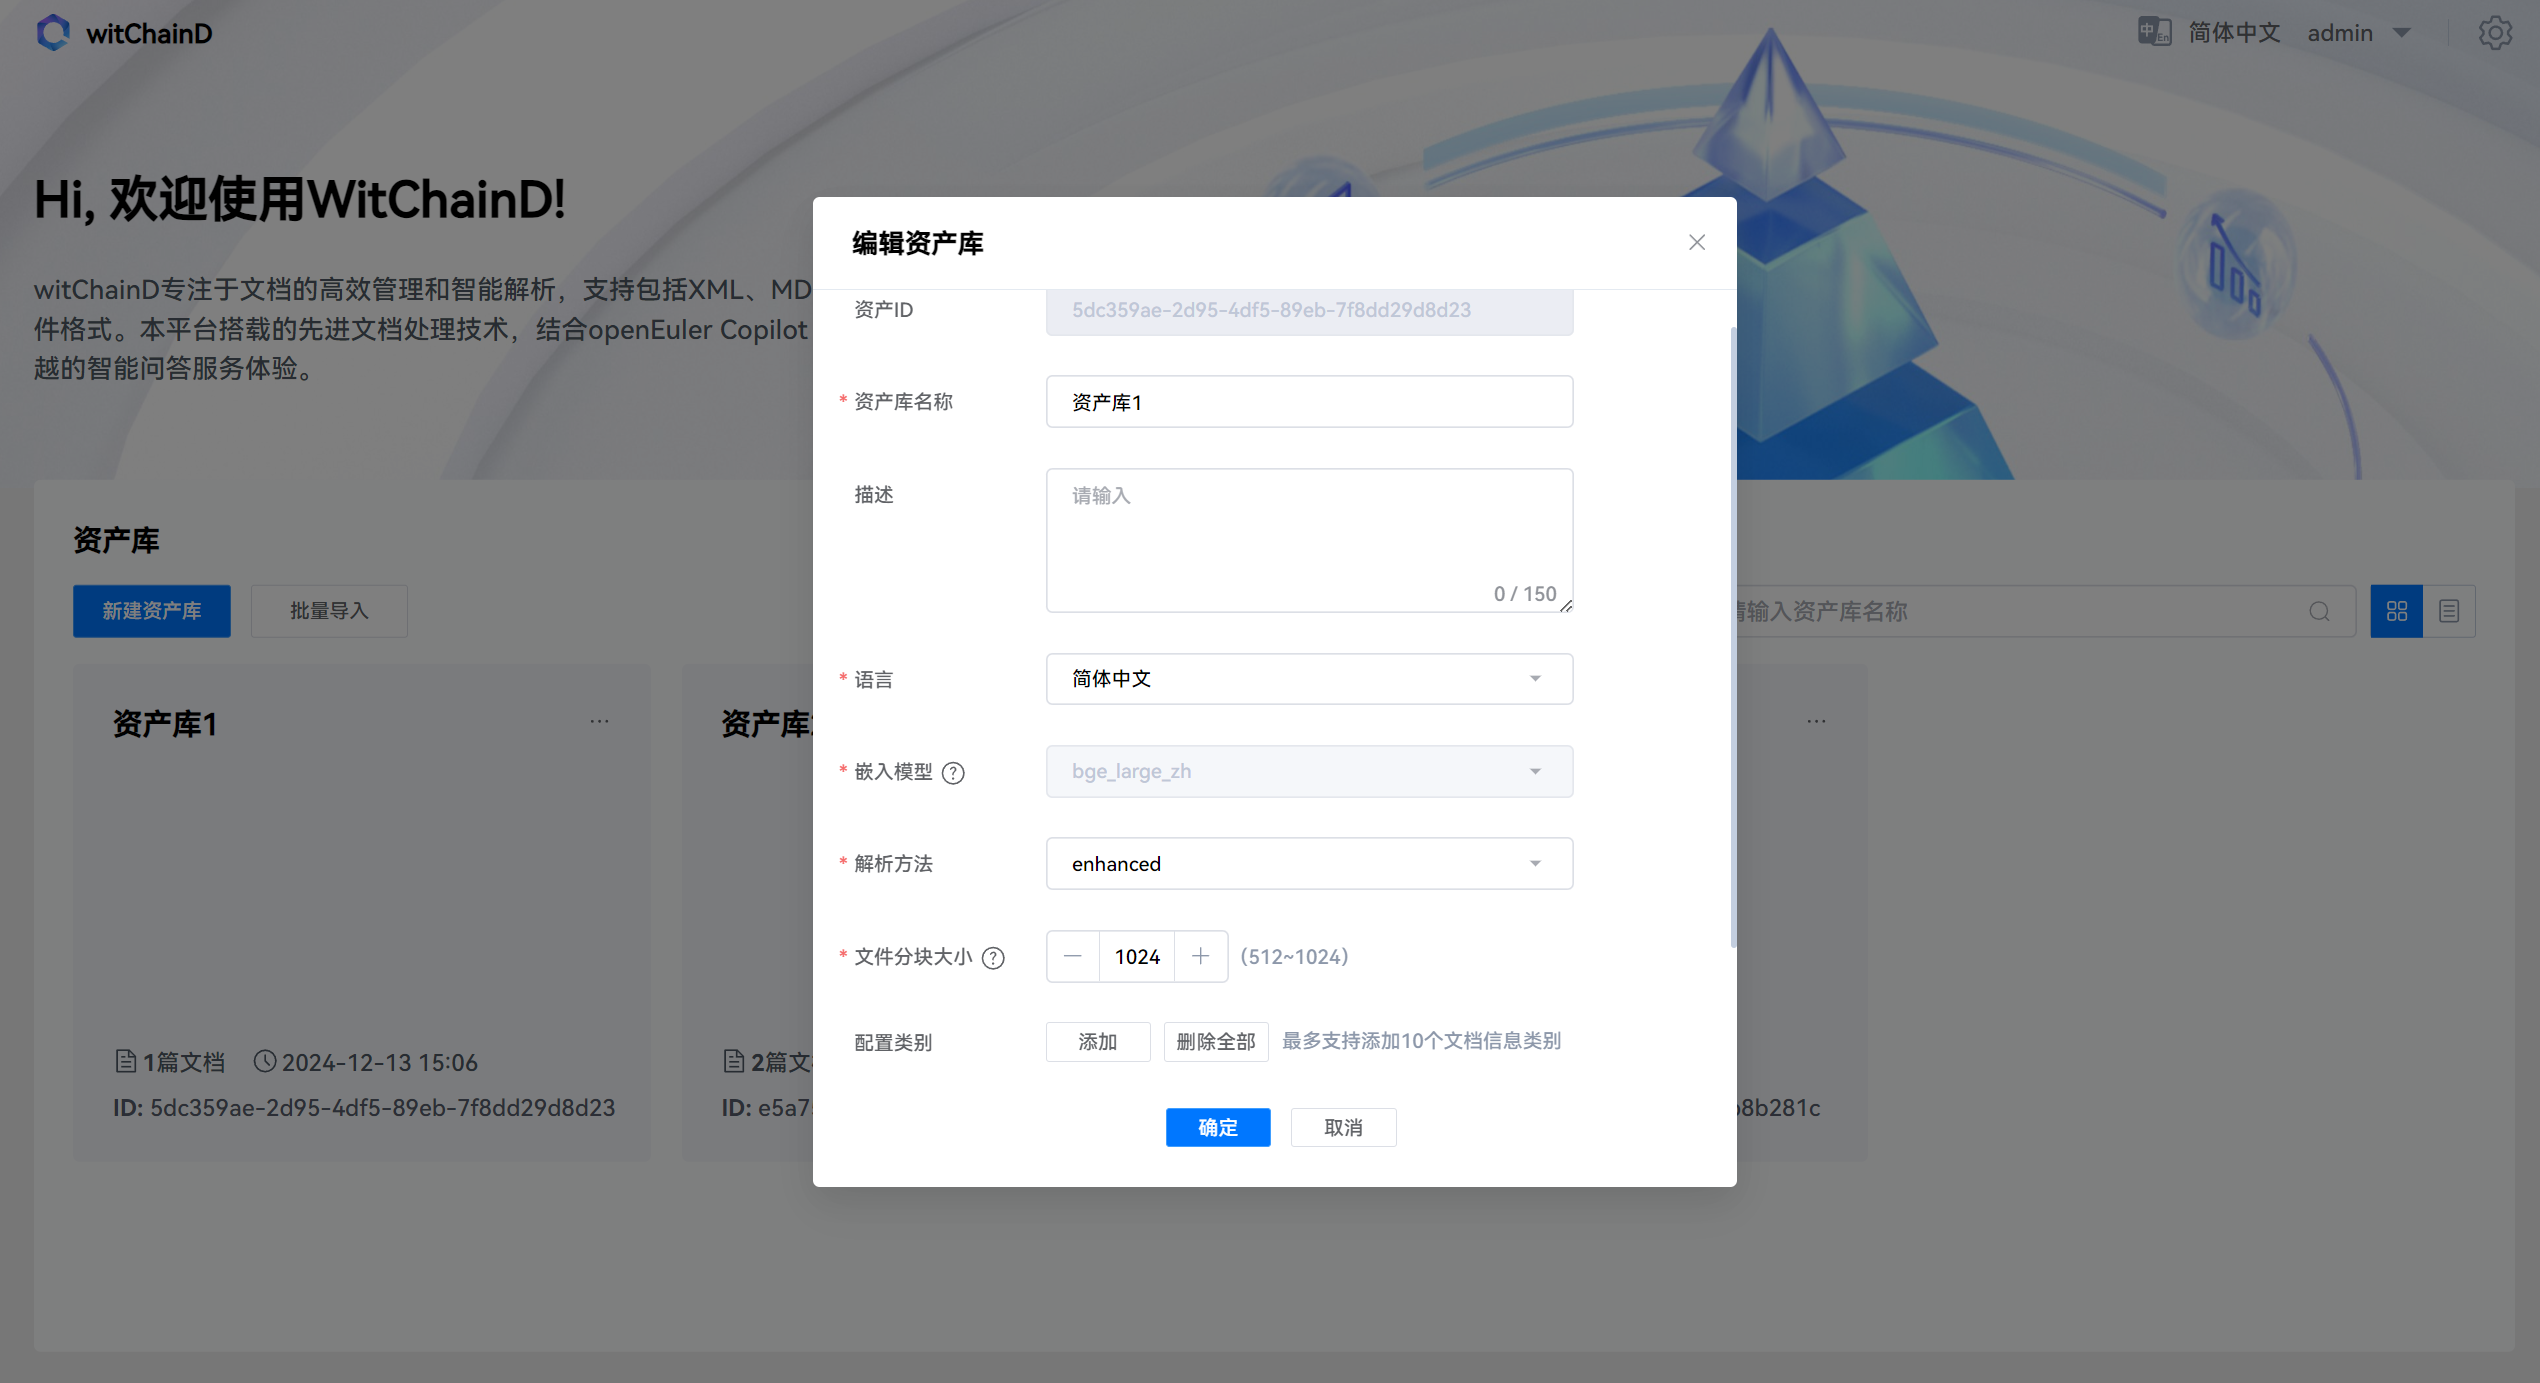 witChainD
中 En 简体中文 admin
Hi, 欢迎使用WitChainD!
witChainD专注于文档的高效管理和智能解析，支持包括XML、MD
件格式。本平台搭载的先进文档处理技术，结合openEuler Copilot
越的智能问答服务体验。
资产库
新建资产库 批量导入
输入资产库名称
资产库1 ...
资产库 ...
1篇文档 2024-12-13 15:06
ID: 5dc359ae-2d95-4df5-89eb-7f8dd29d8d23
2篇文
ID: e5a7
8b281c
编辑资产库
资产ID 5dc359ae-2d95-4df5-89eb-7f8dd29d8d23
* 资产库名称 资产库1
描述 请输入
0 / 150
* 语言 简体中文
* 嵌入模型 ? bge_large_zh
* 解析方法 enhanced
* 文件分块大小 ? — 1024 + (512~1024)
配置类别 添加 删除全部 最多支持添加10个文档信息类别
确定 取消